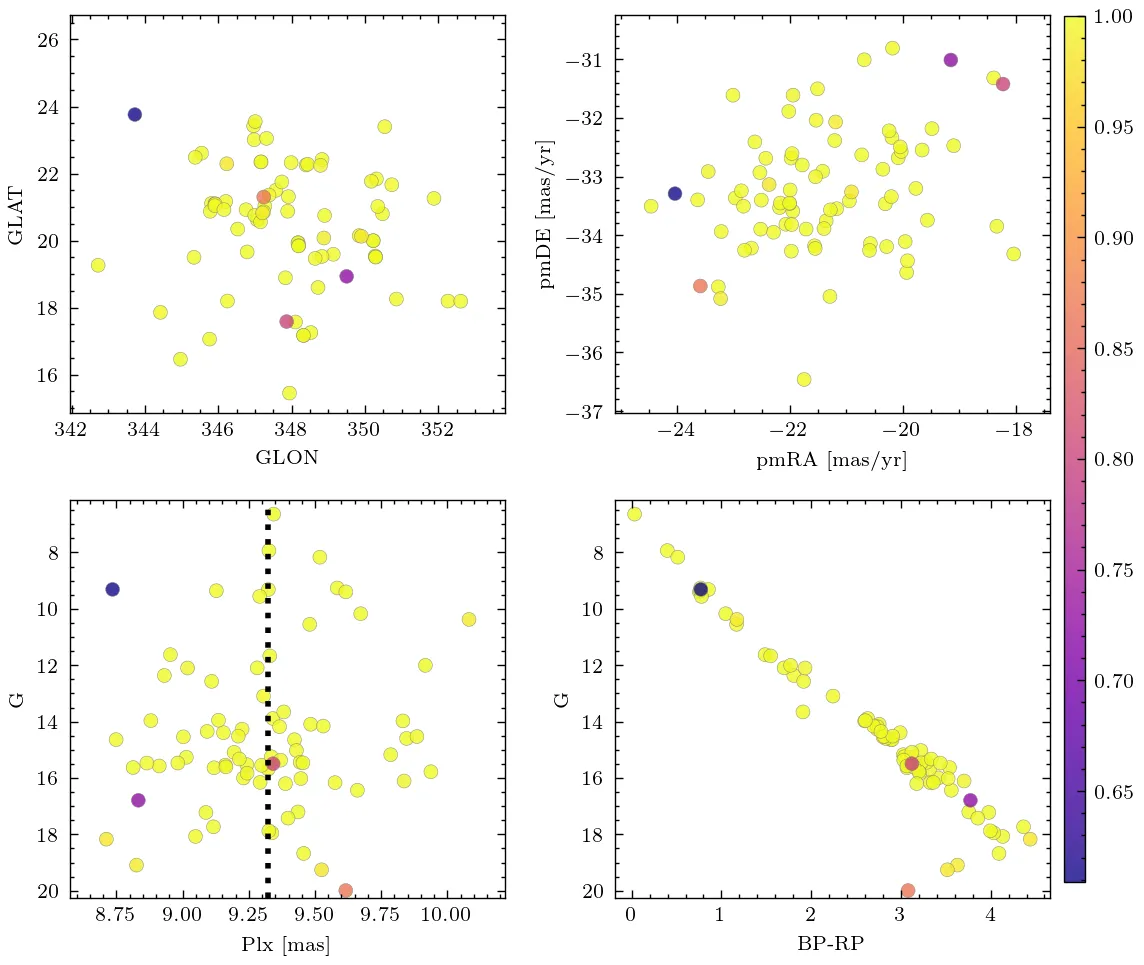 26
24
22
20
18
16
342 344 346 348 350 352
GLON
GLAT
−31
−32
−33
−34
−35
−36
−37
−24 −22 −20 −18
pmRA [mas/yr]
pmDE [mas/yr]
8
10
12
14
16
18
20
8.75 9.00 9.25 9.50 9.75 10.00
Plx [mas]
G
8
10
12
14
16
18
20
0 1 2 3 4
BP-RP
G
1.00
0.95
0.90
0.85
0.80
0.75
0.70
0.65